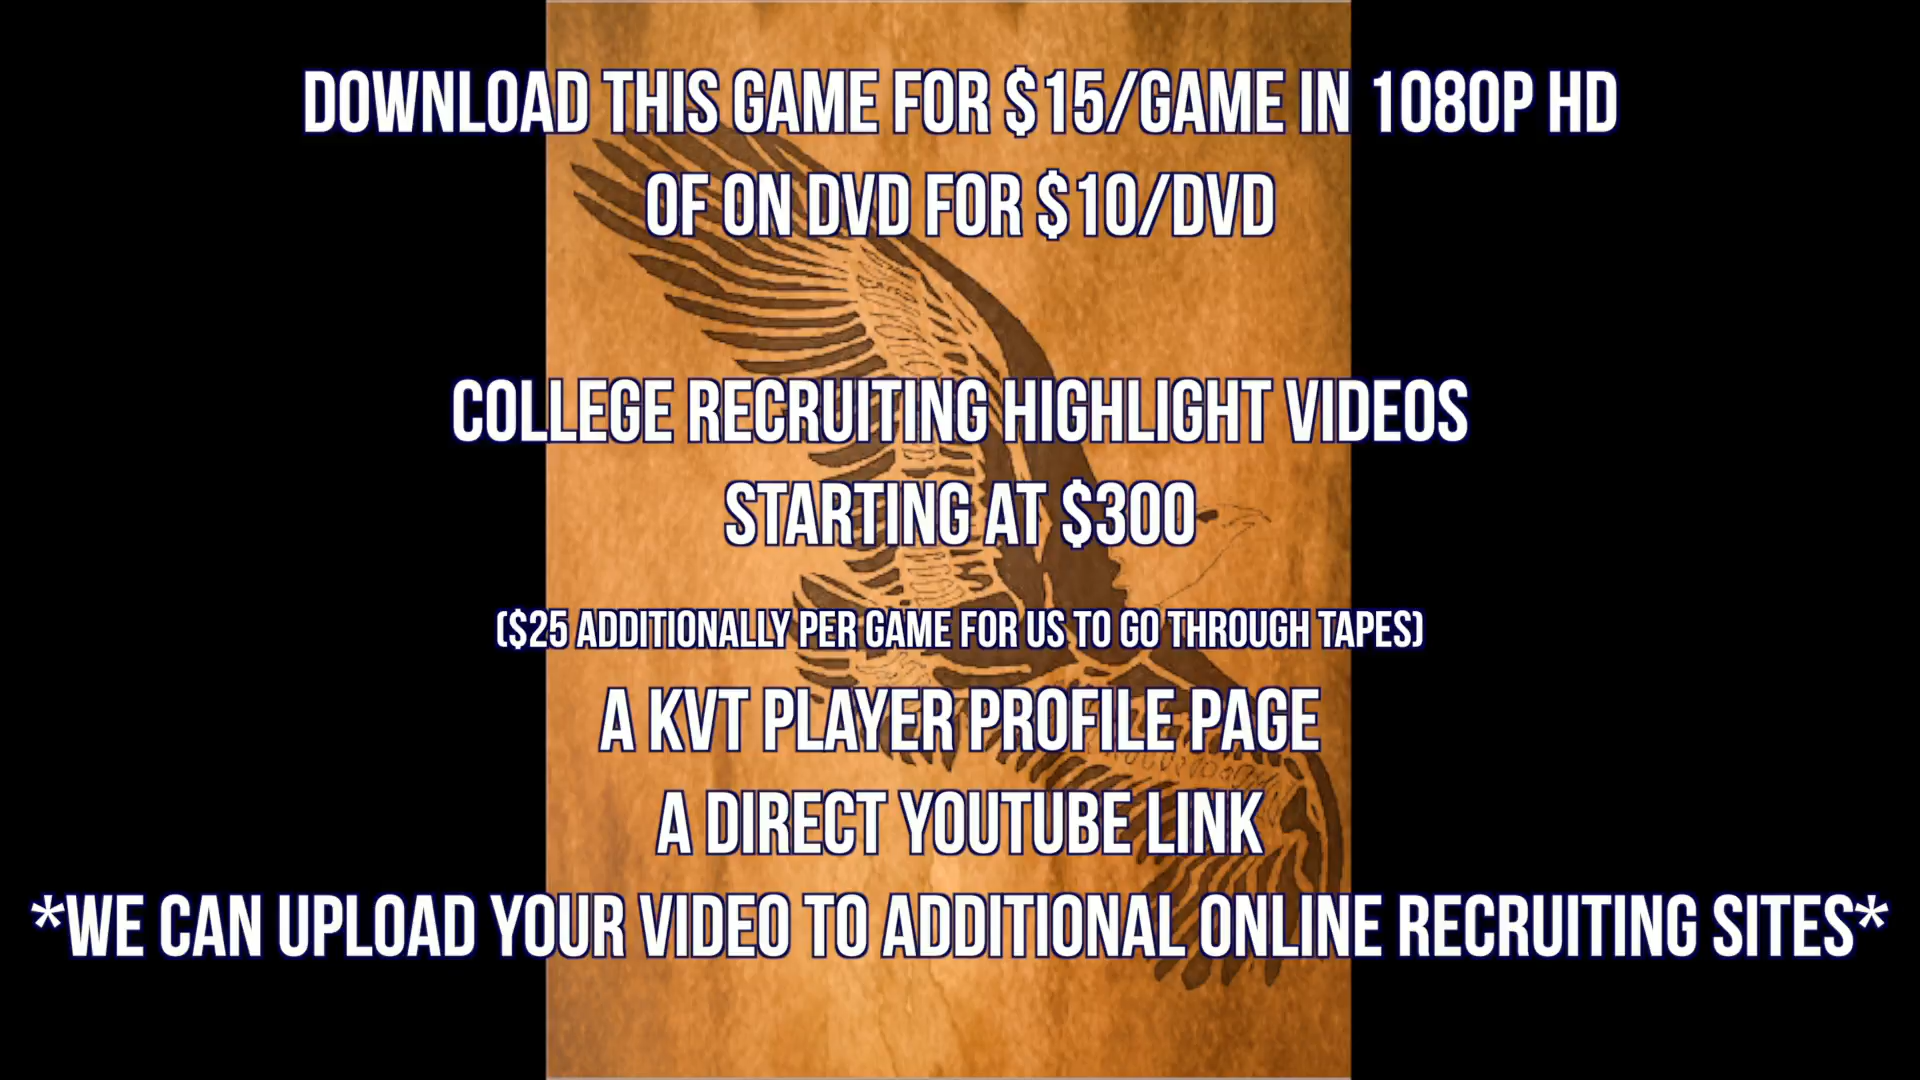 DOWNLOAD THIS GAME FOR $15/GAME IN 1080P HD
OF ON DVD FOR $10/DVD
COLLEGE RECRUITING HIGHLIGHT VIDEOS
STARTING AT $300
($25 ADDITIONALLY PER GAME FOR US TO GO THROUGH TAPES)
A KVT PLAYER PROFILE PAGE
A DIRECT YOUTUBE LINK
*WE CAN UPLOAD YOUR VIDEO TO ADDITIONAL ONLINE RECRUITING SITES*